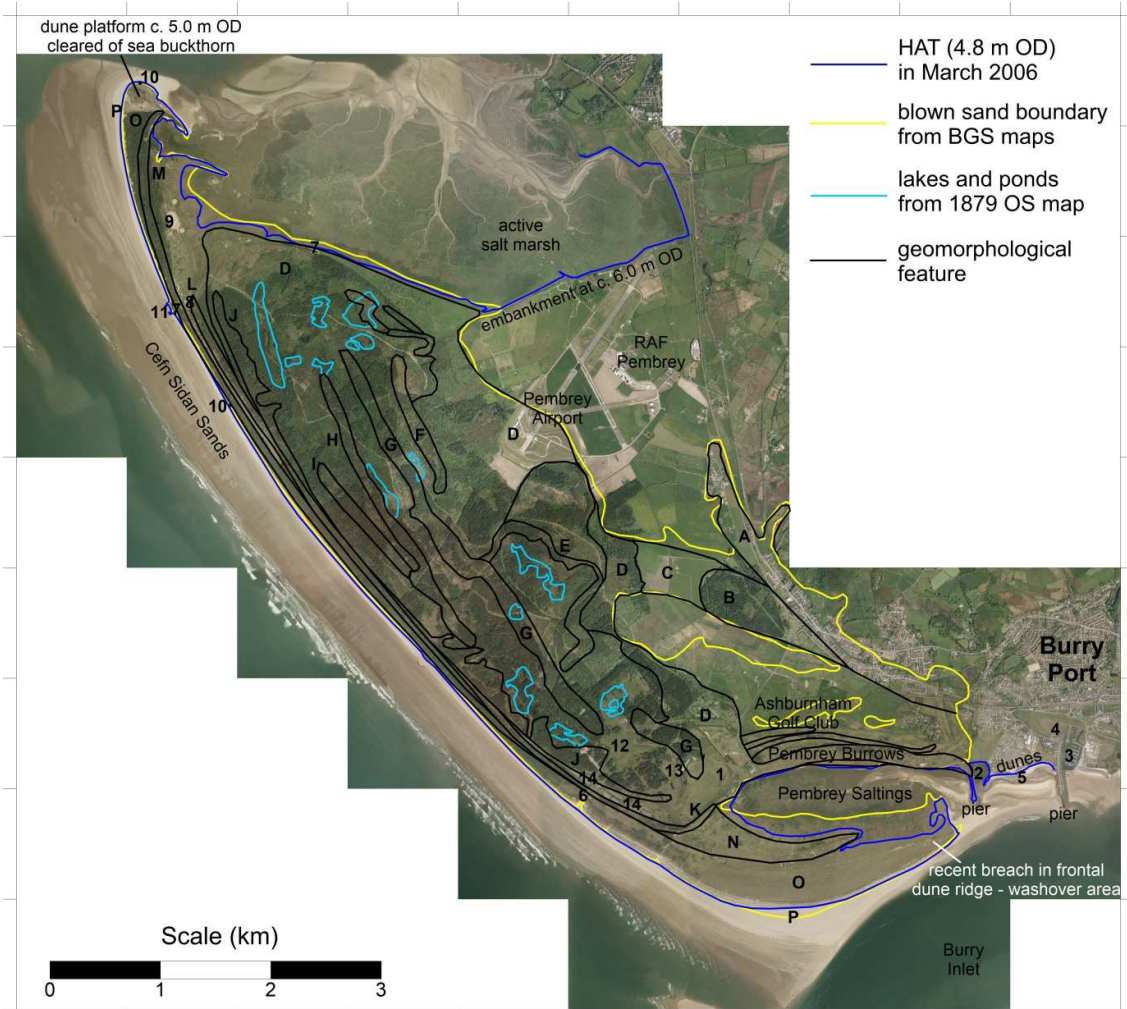 dune platform c. 5.0 m OD
cleared of sea buckthorn
HAT (4.8 m OD)
in March 2006
blown sand boundary
from BGS maps
lakes and ponds
from 1879 OS map
geomorphological
feature
10
P
O
M
9
7
active
salt marsh
D
embankment at c. 6.0 m OD
L
8
J
117
RAF
Pembrey
Cefn Sidan Sands
10
Pembrey
Airport
D
H
G
F
I
A
E
D
C
B
G
Burry
Port
Ashburnham
Golf Club
D
4
12
G
Pembrey Burrows
3
J
13
1
2
dunes
5
14
6
14
Pembrey Saltings
pier
pier
K
N
recent breach in frontal
dune ridge - washover area
O
P
Scale (km)
Burry
Inlet
0 1 2 3